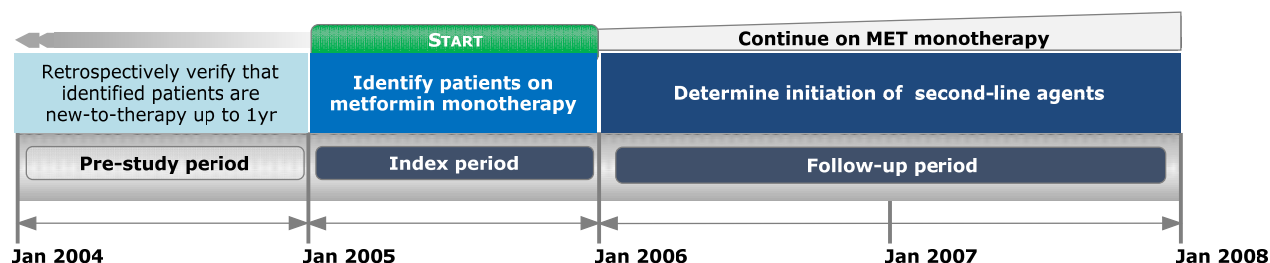 START
Continue on MET monotherapy
Retrospectively verify that
identified patients are
new-to-therapy up to 1yr
Identify patients on
metformin monotherapy
Determine initiation of second-line agents
Pre-study period
Index period
Follow-up period
Jan 2004
Jan 2005
Jan 2006
Jan 2007
Jan 2008